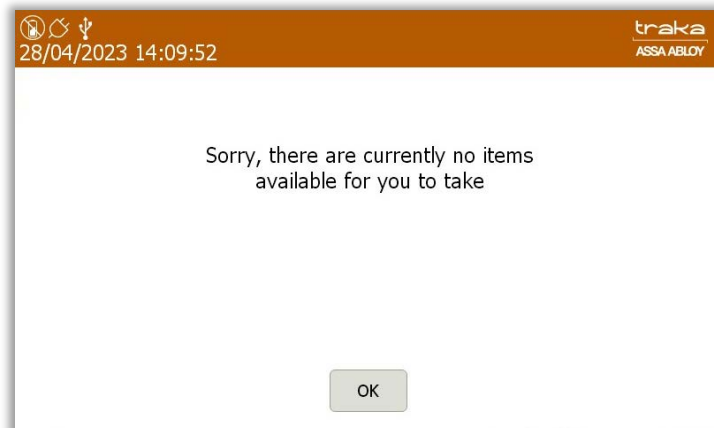 28/04/2023 14:09:52
traka
ASSA ABLOY
Sorry, there are currently no items
available for you to take
OK